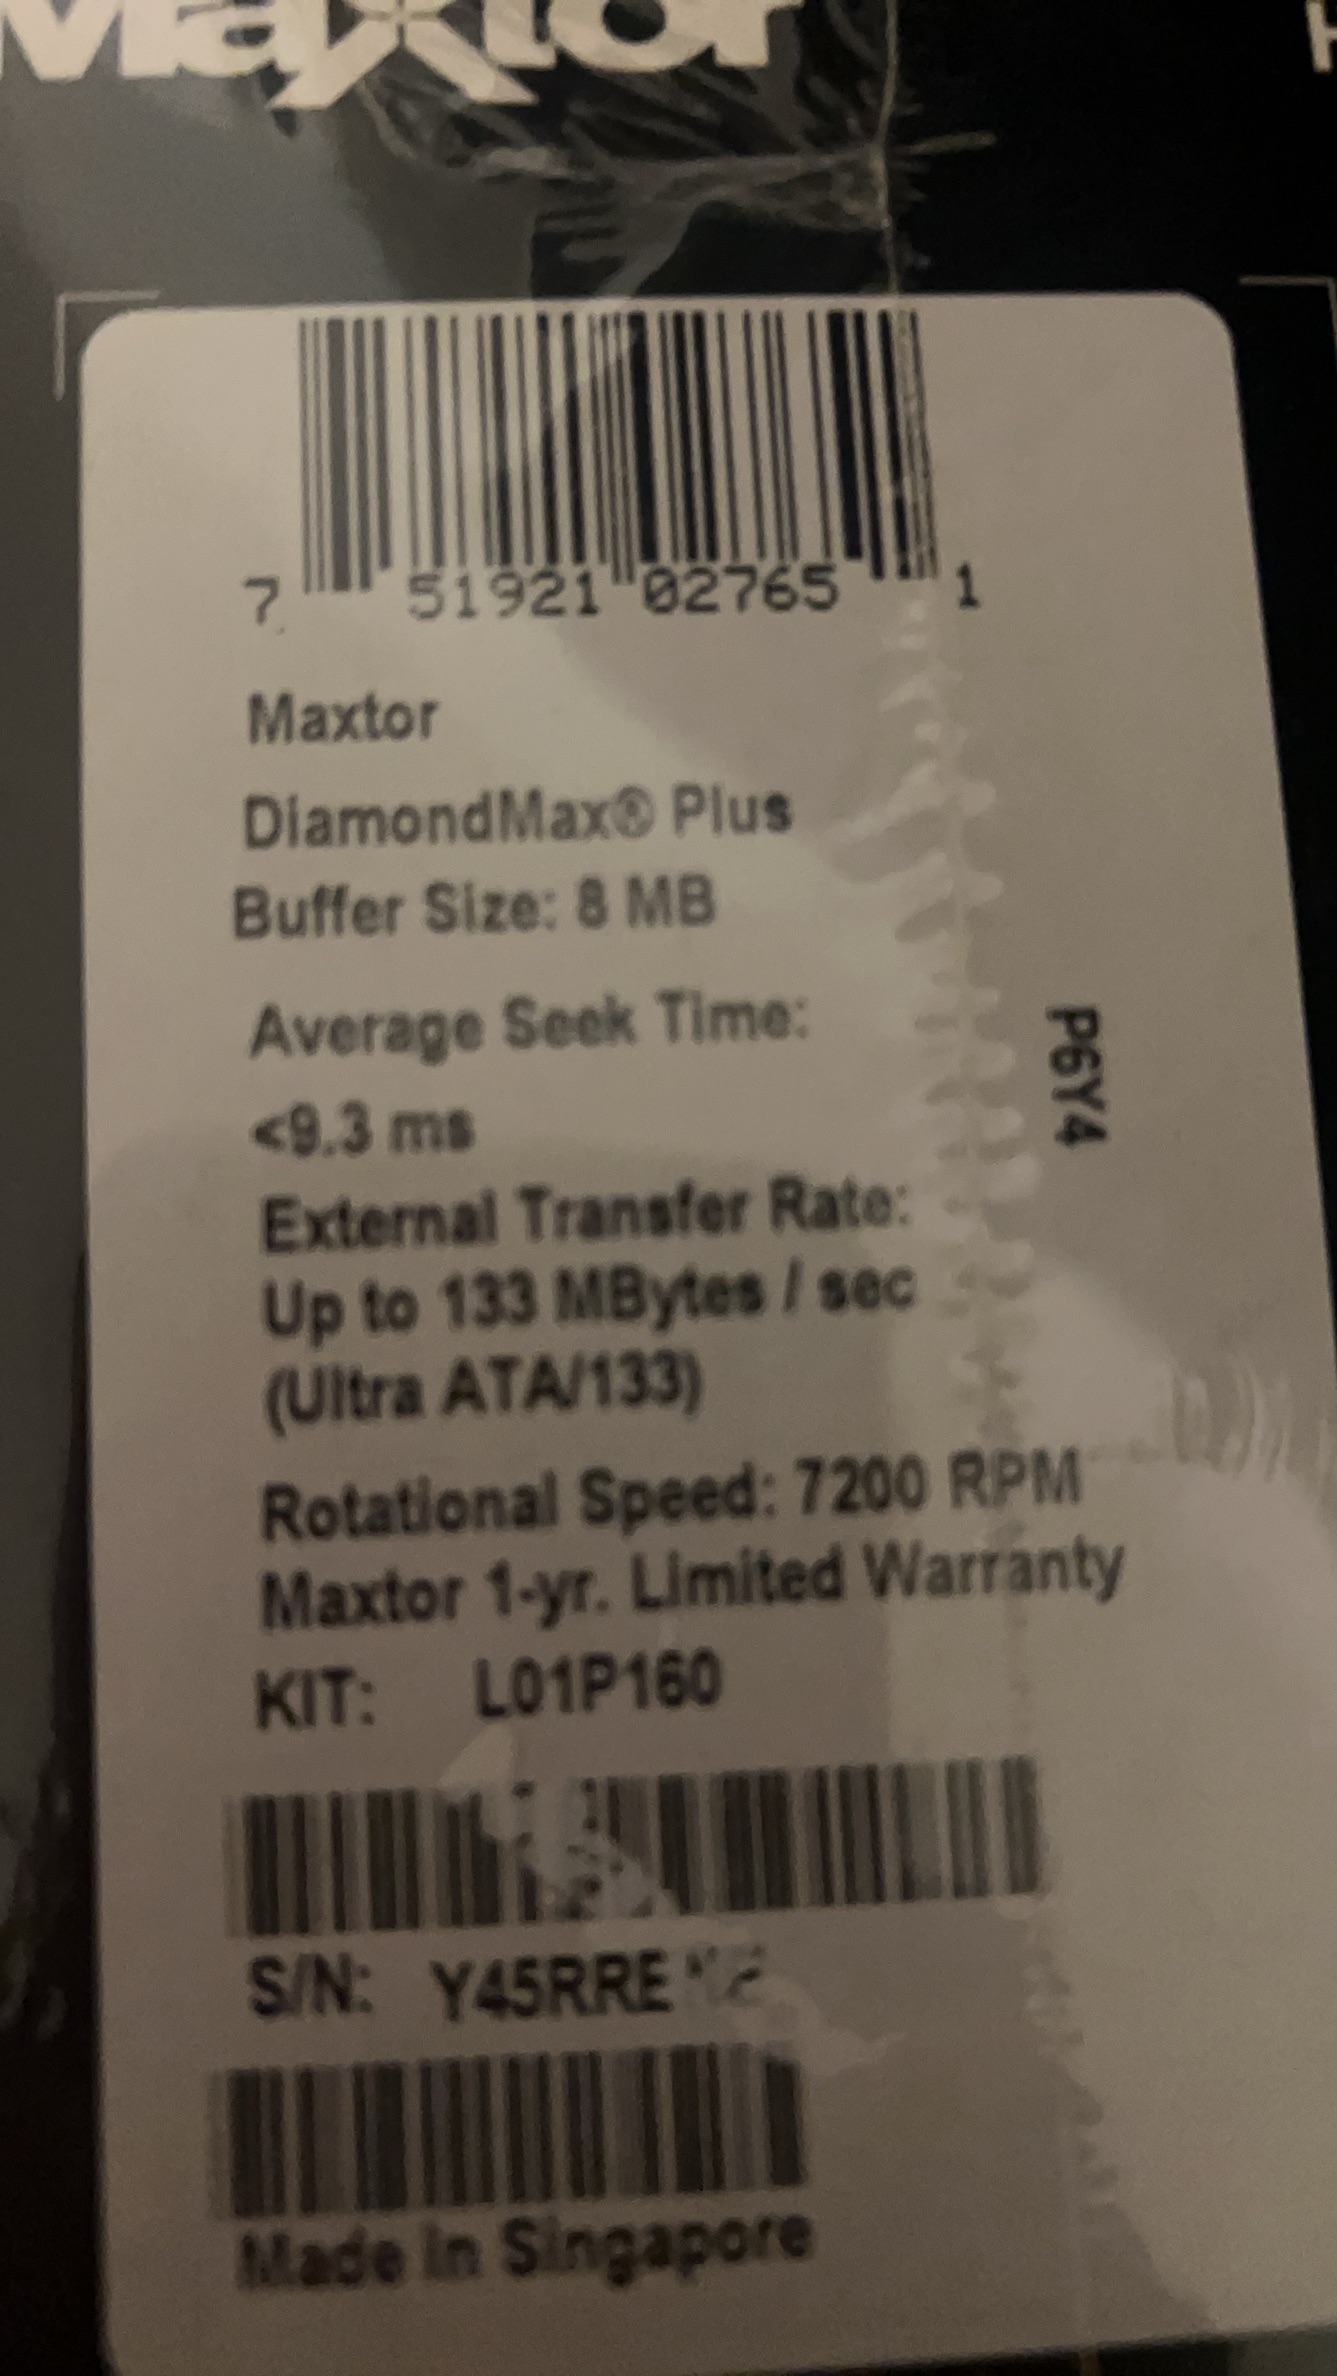 Maxtor
7 51921 02765 1
Maxtor
DiamondMax® Plus
Buffer Size: 8 MB
Average Seek Time:
<9.3 ms
External Transfer Rate:
Up to 133 MBytes / sec
(Ultra ATA/133)
Rotational Speed: 7200 RPM
Maxtor 1-yr. Limited Warranty
KIT: L01P160
P6Y4
S/N:
Made in Singapore